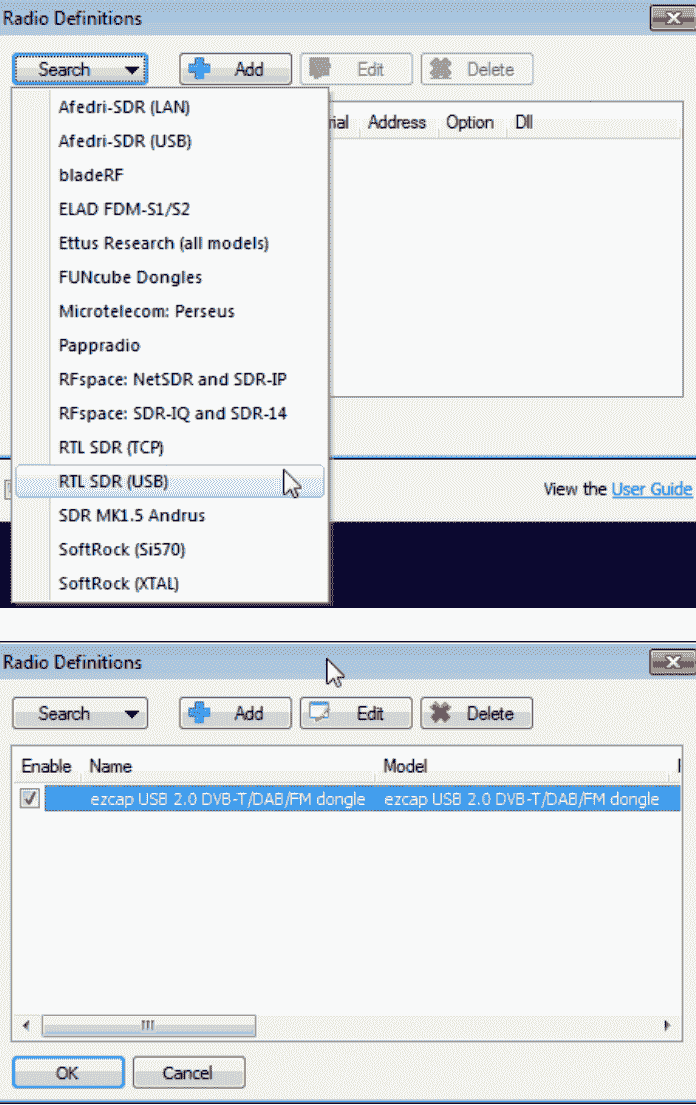 Radio Definitions
Search Add Edit Delete
Afedri-SDR (LAN)
rial Address Option Dll
Afedri-SDR (USB)
bladeRF
ELAD FDM-S1/S2
Ettus Research (all models)
FUNcube Dongles
Microtelecom: Perseus
Pappradio
RFspace: NetSDR and SDR-IP
RFspace: SDR-IQ and SDR-14
RTL SDR (TCP)
RTL SDR (USB)
View the User Guide
SDR MK1.5 Andrus
SoftRock (Si570)
SoftRock (XTAL)
Radio Definitions
Search Add Edit Delete
Enable Name Model
ezcap USB 2.0 DVB-T/DAB/FM dongle ezcap USB 2.0 DVB-T/DAB/FM dongle
OK Cancel